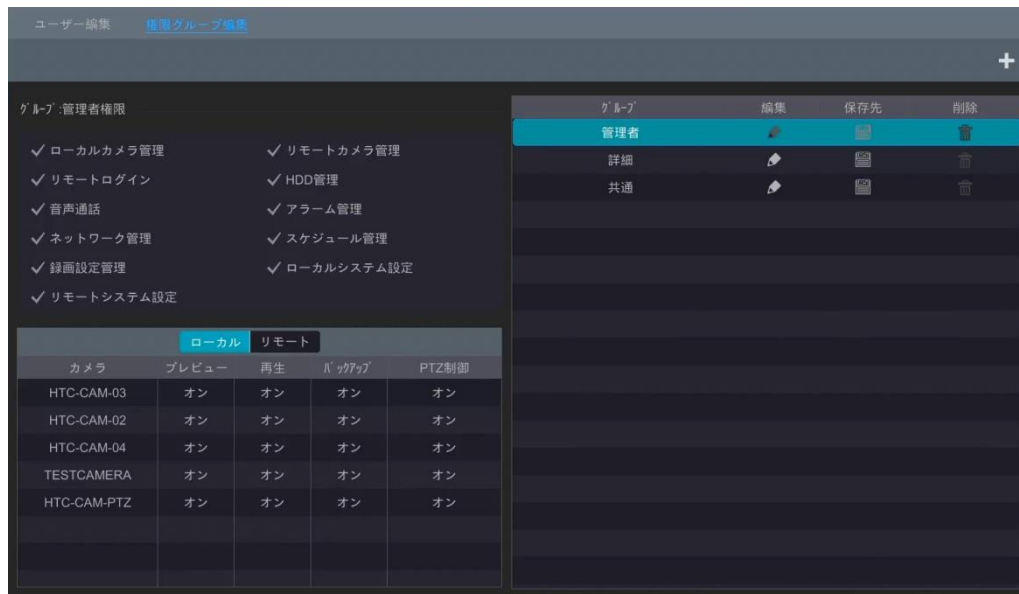 ユーザー編集 権限グループ編集
グループ:管理者権限
ローカルカメラ管理 リモートカメラ管理
リモートログイン HDD管理
音声通話 アラーム管理
ネットワーク管理 スケジュール管理
録画設定管理 ローカルシステム設定
リモートシステム設定
ローカル リモート
カメラ プレビュー 再生 バックアップ PTZ制御
HTC-CAM-03 オン オン オン オン
HTC-CAM-02 オン オン オン オン
HTC-CAM-04 オン オン オン オン
TESTCAMERA オン オン オン オン
HTC-CAM-PTZ オン オン オン オン
グループ 編集 保存先 削除
管理者
詳細
共通